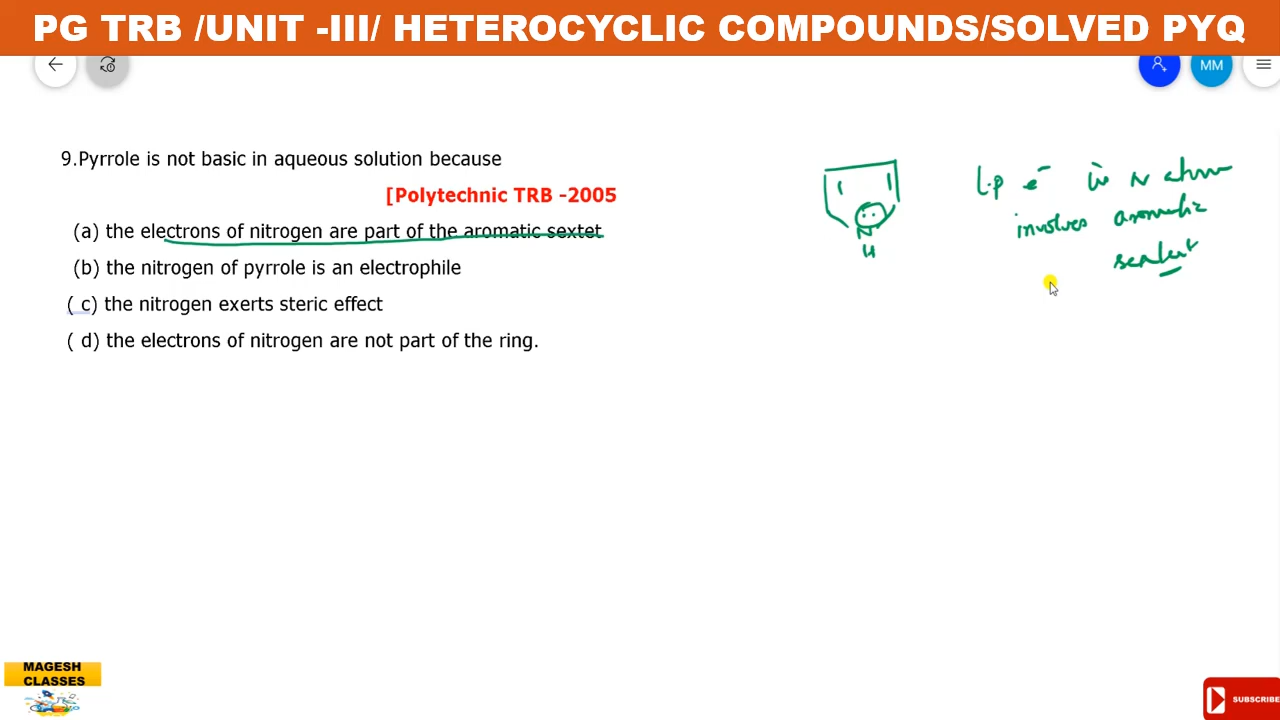 PG TRB /UNIT -III/ HETEROCYCLIC COMPOUNDS/SOLVED PYQ
MM
9.Pyrrole is not basic in aqueous solution because
[Polytechnic TRB -2005
(a) the electrons of nitrogen are part of the aromatic sextet
(b) the nitrogen of pyrrole is an electrophile
( c) the nitrogen exerts steric effect
( d) the electrons of nitrogen are not part of the ring.
N
H
l.p e- in N atom
involves aromatic
MAGESH
CLASSES
SUBSCRIBE